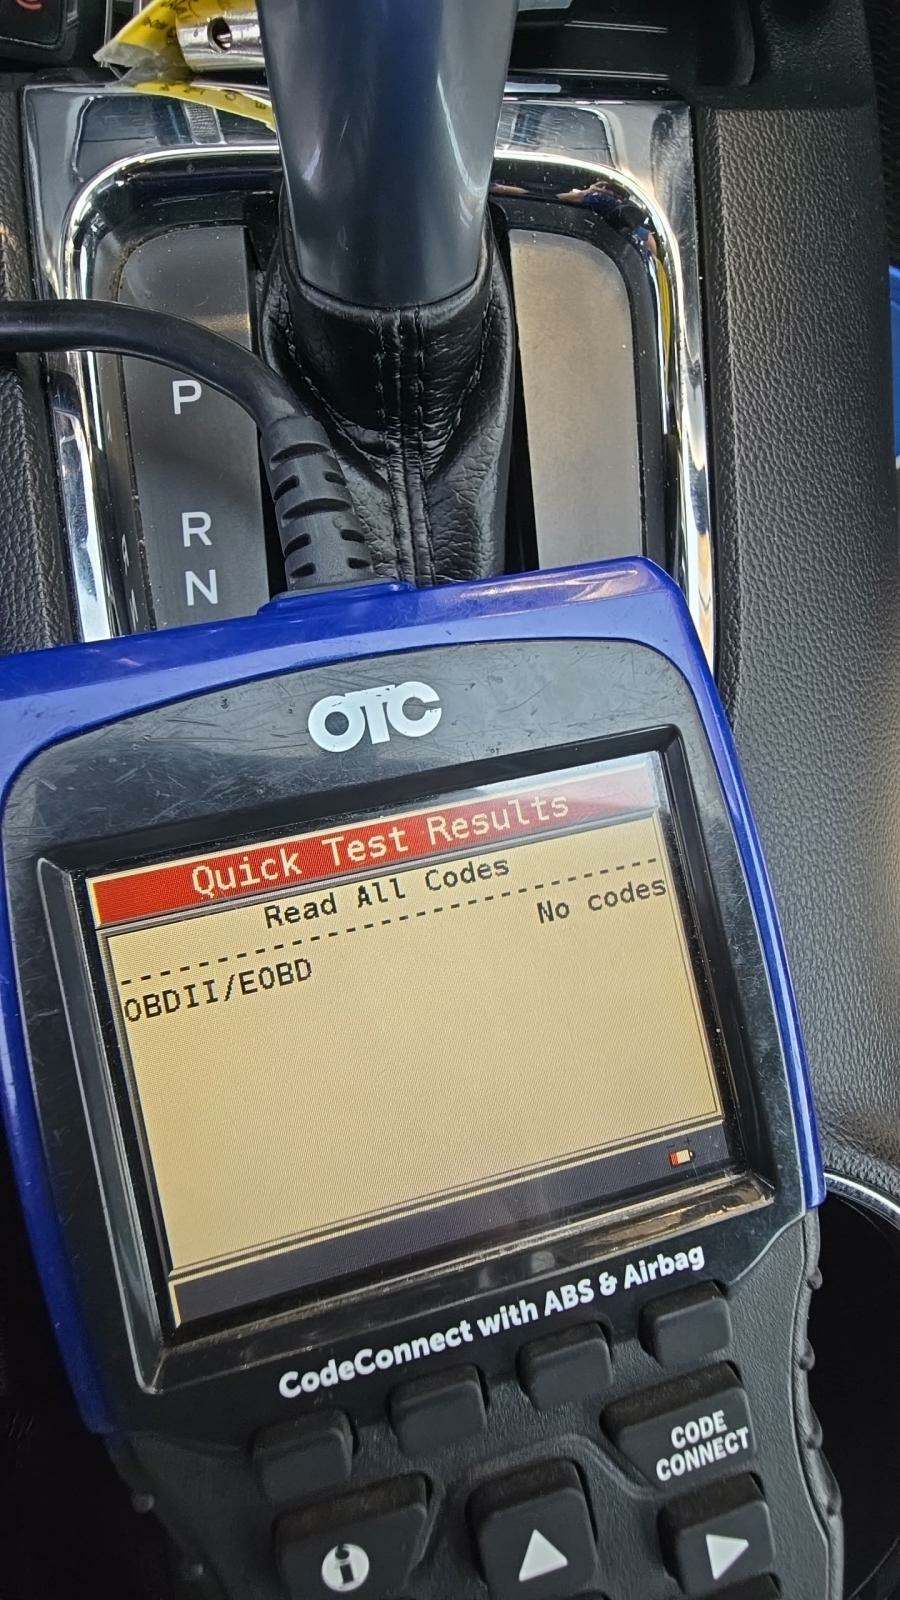 P
R
N
OTC
Quick Test Results
Read All Codes
--------------------------------
No codes
OBDII/EOBD
CodeConnect with ABS & Airbag
CODE
CONNECT
i